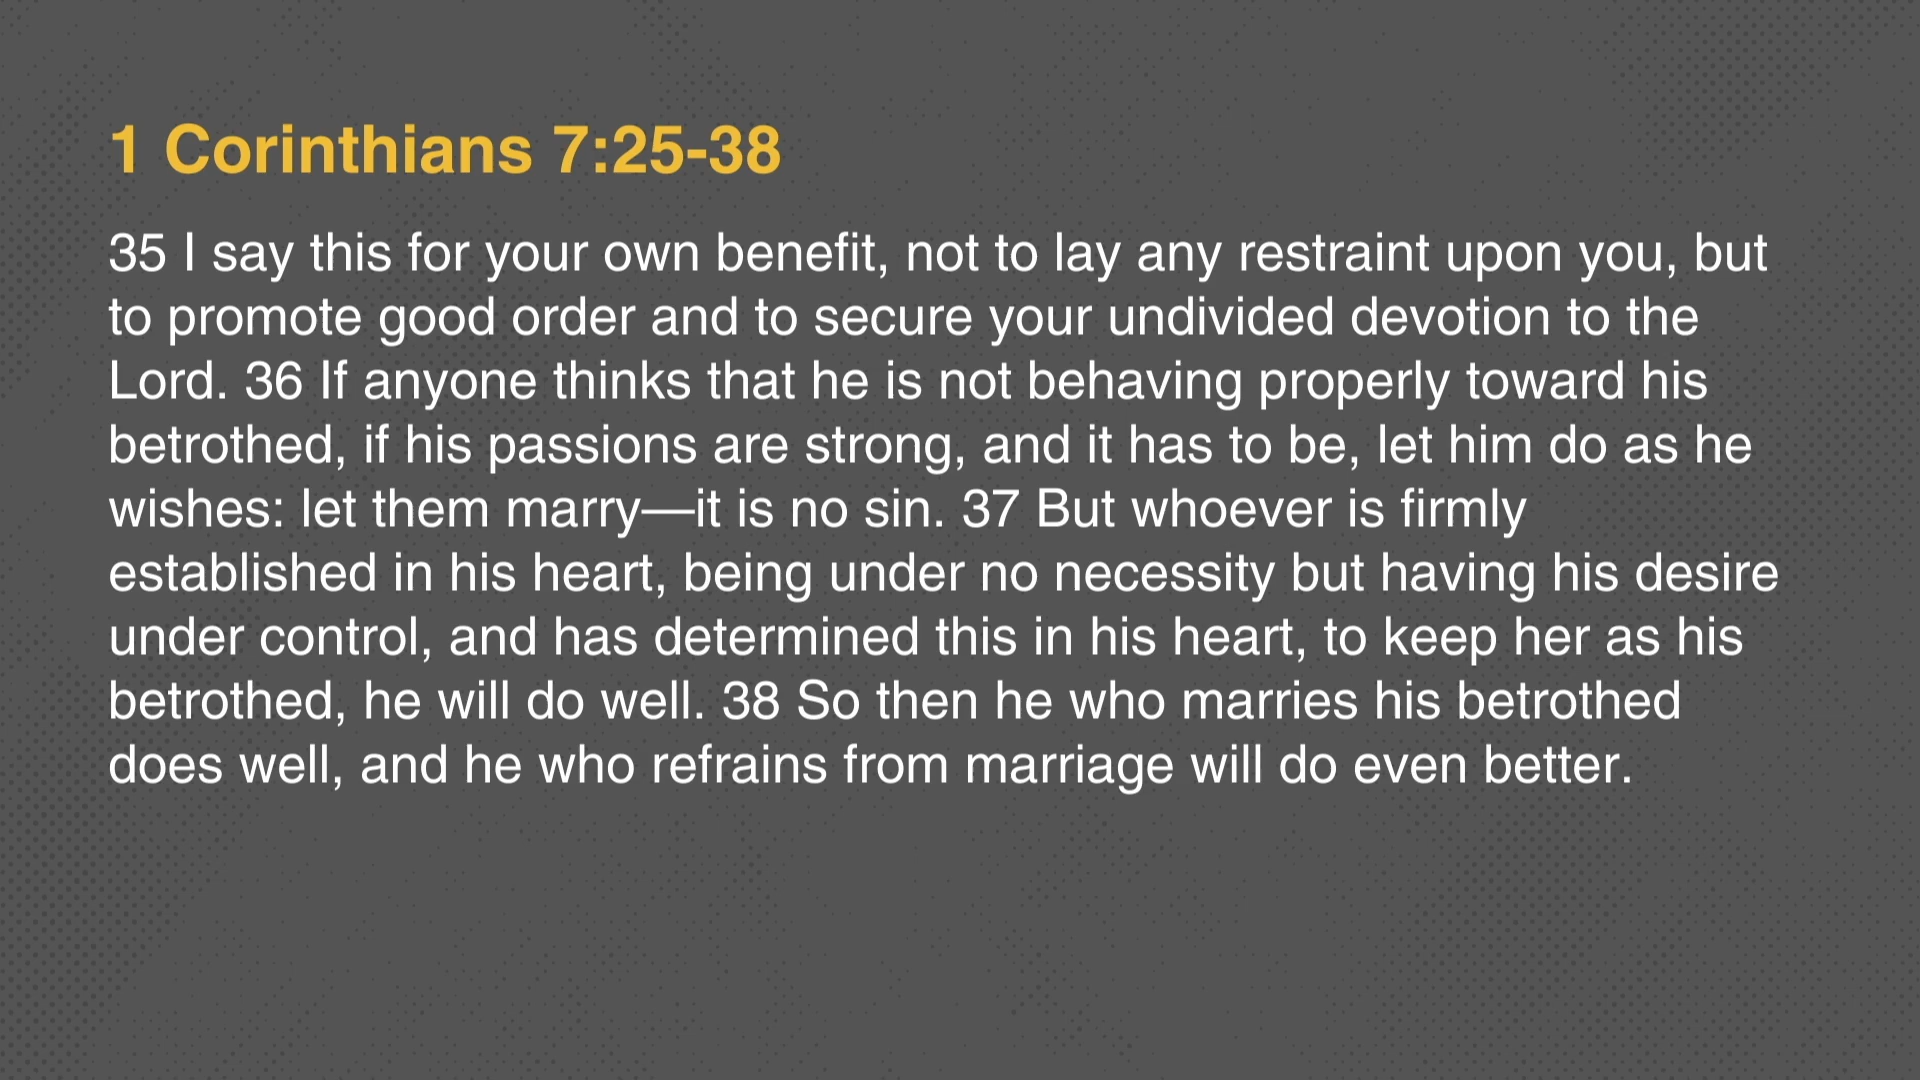 1 Corinthians 7:25-38
35 I say this for your own benefit, not to lay any restraint upon you, but
to promote good order and to secure your undivided devotion to the
Lord. 36 If anyone thinks that he is not behaving properly toward his
betrothed, if his passions are strong, and it has to be, let him do as he
wishes: let them marry—it is no sin. 37 But whoever is firmly
established in his heart, being under no necessity but having his desire
under control, and has determined this in his heart, to keep her as his
betrothed, he will do well. 38 So then he who marries his betrothed
does well, and he who refrains from marriage will do even better.